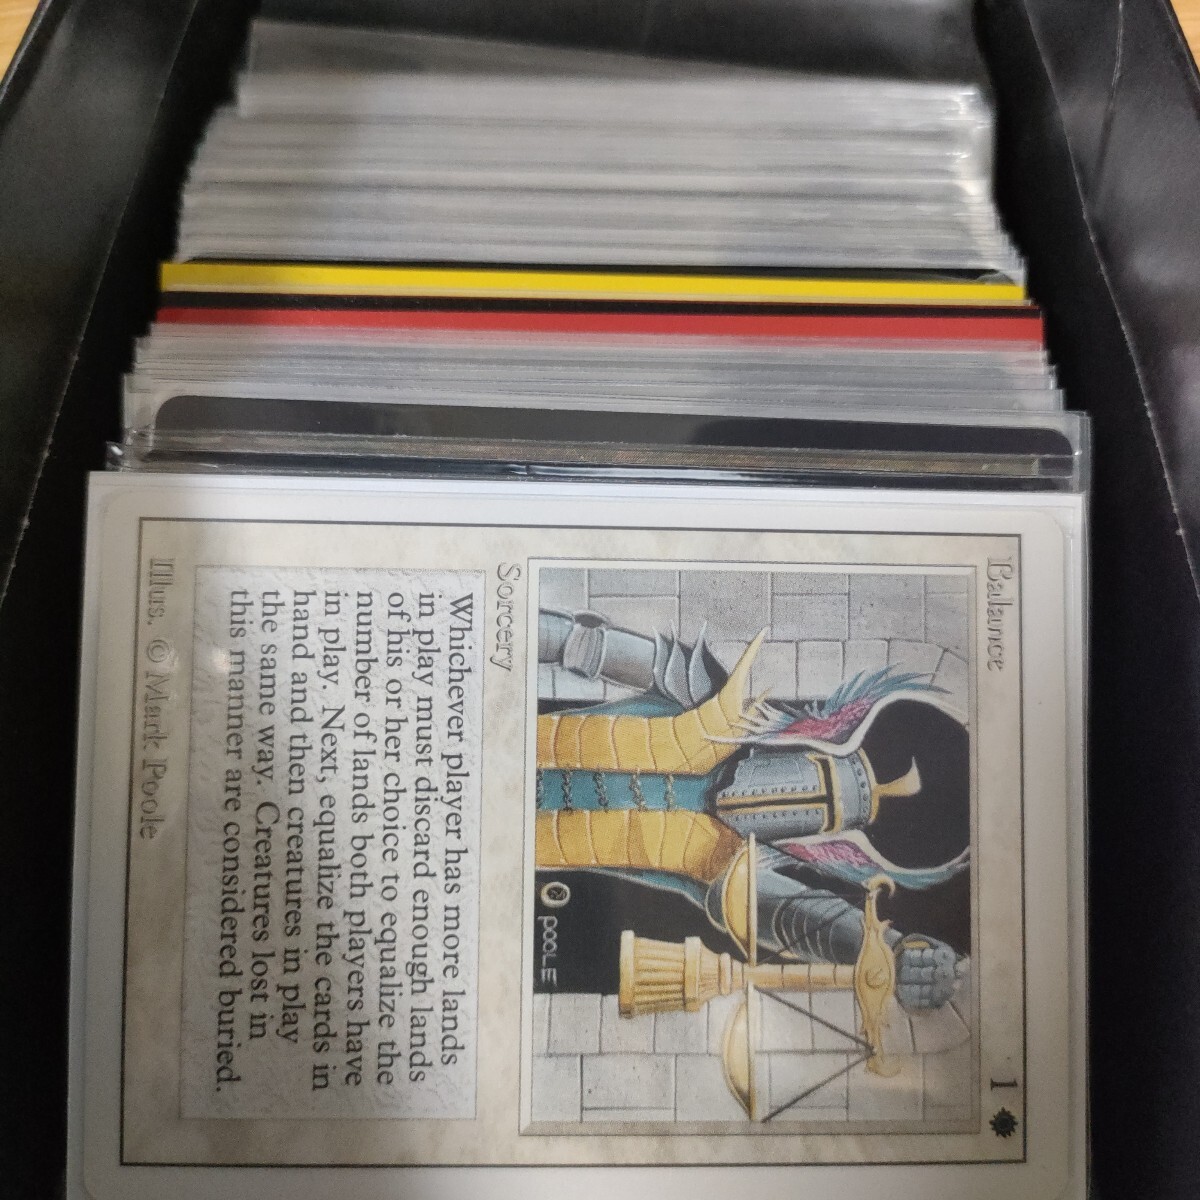 Balance 1
POOLE
Sorcery
Whichever player has more lands
in play must discard enough lands
of his or her choice to equalize the
number of lands both players have
in play. Next, equalize the cards in
hand and then creatures in play
the same way. Creatures lost in
this manner are considered buried.
Illus. © Mark Poole